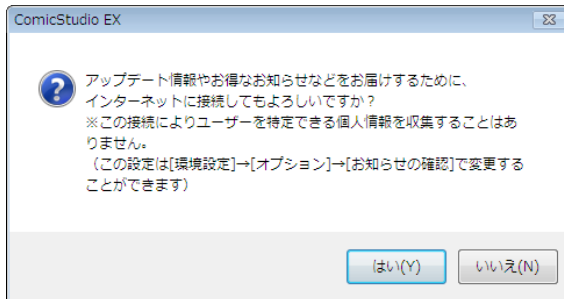 ComicStudio EX
アップデート情報やお得なお知らせなどをお届けするために、
インターネットに接続してもよろしいですか？
※この接続によりユーザーを特定できる個人情報を収集することはあ
りません。
（この設定は[環境設定]→[オプション]→[お知らせの確認]で変更する
ことができます）
はい(Y)
いいえ(N)